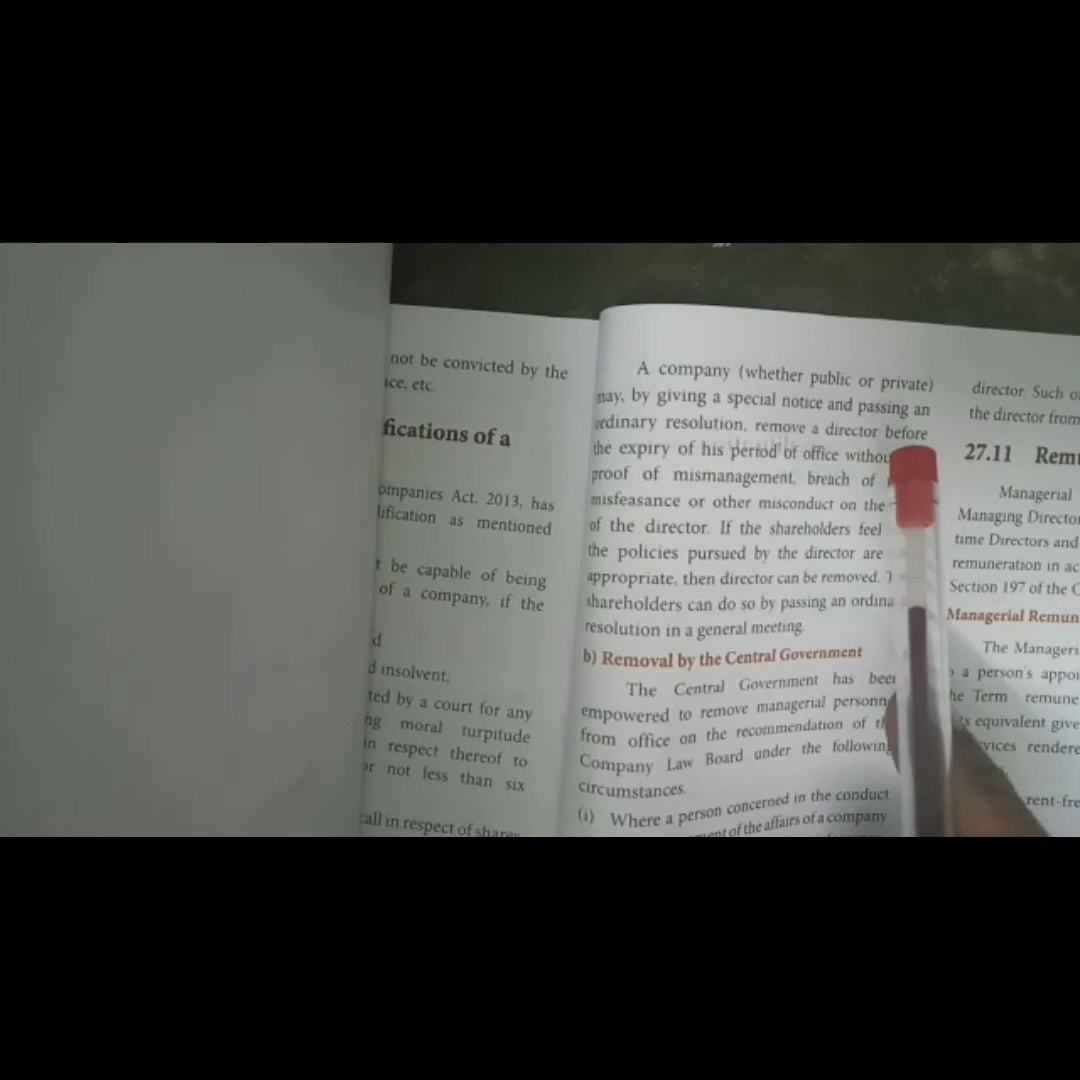 not be convicted by the
ice, etc.
fications of a
ompanies Act, 2013, has
lification as mentioned
t be capable of being
of a company, if the
d
d insolvent;
ted by a court for any
ng moral turpitude
in respect thereof to
or not less than six
all in respect of shares
A company (whether public or private)
may, by giving a special notice and passing an
ordinary resolution, remove a director before
the expiry of his period of office withou
proof of mismanagement, breach of
misfeasance or other misconduct on the
of the director. If the shareholders feel
the policies pursued by the director are
appropriate, then director can be removed. T
shareholders can do so by passing an ordina
resolution in a general meeting.
b) Removal by the Central Government
The Central Government has been
empowered to remove managerial personn
from office on the recommendation of th
Company Law Board under the following
circumstances.
(i) Where a person concerned in the conduct
ment of the affairs of a company
director. Such o
the director from
27.11 Remu
Managerial
Managing Director
time Directors and
remuneration in ac
Section 197 of the C
Managerial Remun
The Manageri
o a person's appoi
he Term remune
ts equivalent give
vices rendere
rent-fre